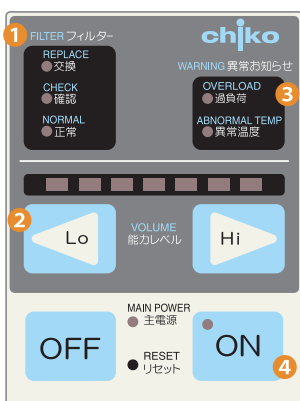 1
FILTER フィルター
REPLACE
交換
CHECK
確認
NORMAL
正常
chiko
WARNING 異常お知らせ
OVERLOAD
過負荷
3
ABNORMAL TEMP
異常温度
2
Lo
VOLUME
能力レベル
Hi
OFF
MAIN POWER
主電源
RESET
リセット
ON
4